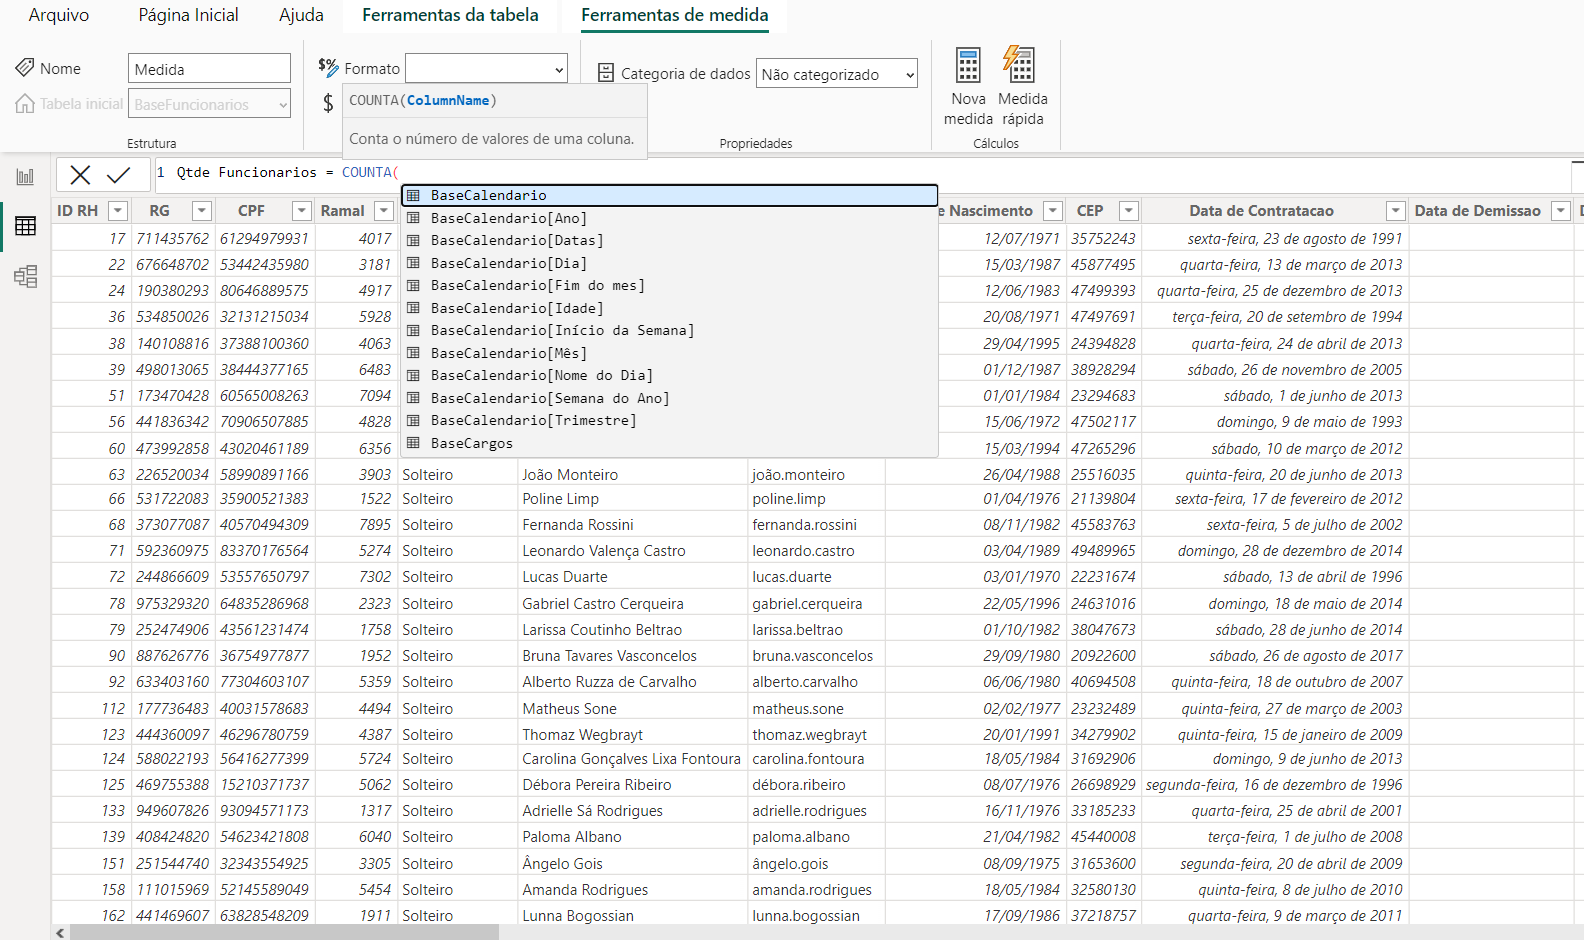 Arquivo Página Inicial Ajuda Ferramentas da tabela Ferramentas de medida
Nome Medida
Tabela inicial BaseFuncionarios
Estrutura
$% Formato
$
COUNTA(ColumnName)
Conta o número de valores de uma coluna.
Categoria de dados Não categorizado
Propriedades
Nova medida
Medida rápida
Cálculos
1 Qtde Funcionarios = COUNTA(
BaseCalendario
BaseCalendario[Ano]
BaseCalendario[Datas]
BaseCalendario[Dia]
BaseCalendario[Fim do mes]
BaseCalendario[Idade]
BaseCalendario[Início da Semana]
BaseCalendario[Mês]
BaseCalendario[Nome do Dia]
BaseCalendario[Semana do Ano]
BaseCalendario[Trimestre]
BaseCargos
ID RH RG CPF Ramal e Nascimento CEP Data de Contratacao Data de Demissao D
17 711435762 61294979931 4017 12/07/1971 35752243 sexta-feira, 23 de agosto de 1991
22 676648702 53442435980 3181 15/03/1987 45877495 quarta-feira, 13 de março de 2013
24 190380293 80646889575 4917 12/06/1983 47499393 quarta-feira, 25 de dezembro de 2013
36 534850026 32131215034 5928 20/08/1971 47497691 terça-feira, 20 de setembro de 1994
38 140108816 37388100360 4063 29/04/1995 24394828 quarta-feira, 24 de abril de 2013
39 498013065 38444377165 6483 01/12/1987 38928294 sábado, 26 de novembro de 2005
51 173470428 60565008263 7094 01/01/1984 23294683 sábado, 1 de junho de 2013
56 441836342 70906507885 4828 15/06/1972 47502117 domingo, 9 de maio de 1993
60 473992858 43020461189 6356 15/03/1994 47265296 sábado, 10 de março de 2012
63 226520034 58990891166 3903 Solteiro João Monteiro joão.monteiro 26/04/1988 25516035 quinta-feira, 20 de junho de 2013
66 531722083 35900521383 1522 Solteiro Poline Limp poline.limp 01/04/1976 21139804 sexta-feira, 17 de fevereiro de 2012
68 373077087 40570494309 7895 Solteiro Fernanda Rossini fernanda.rossini 08/11/1982 45583763 sexta-feira, 5 de julho de 2002
71 592360975 83370176564 5274 Solteiro Leonardo Valença Castro leonardo.castro 03/04/1989 49489965 domingo, 28 de dezembro de 2014
72 244866609 53557650797 7302 Solteiro Lucas Duarte lucas.duarte 03/01/1970 22231674 sábado, 13 de abril de 1996
78 975329320 64835286968 2323 Solteiro Gabriel Castro Cerqueira gabriel.cerqueira 22/05/1996 24631016 domingo, 18 de maio de 2014
79 252474906 43561231474 1758 Solteiro Larissa Coutinho Beltrao larissa.beltrao 01/10/1982 38047673 sábado, 28 de junho de 2014
90 887626776 36754977877 1952 Solteiro Bruna Tavares Vasconcelos bruna.vasconcelos 29/09/1980 20922600 sábado, 26 de agosto de 2017
92 633403160 77304603107 5359 Solteiro Alberto Ruzza de Carvalho alberto.carvalho 06/06/1980 40694508 quinta-feira, 18 de outubro de 2007
112 177736483 40031578683 4494 Solteiro Matheus Sone matheus.sone 02/02/1977 23232489 quinta-feira, 27 de março de 2003
123 444360097 46296780759 4387 Solteiro Thomaz Wegbrayt thomaz.wegbrayt 20/01/1991 34279902 quinta-feira, 15 de janeiro de 2009
124 588022193 56416277399 5724 Solteiro Carolina Gonçalves Lixa Fontoura carolina.fontoura 18/05/1984 31692906 domingo, 9 de junho de 2013
125 469755388 15210371737 5062 Solteiro Débora Pereira Ribeiro débora.ribeiro 08/07/1976 26698929 segunda-feira, 16 de dezembro de 1996
133 949607826 93094571173 1317 Solteiro Adrielle Sá Rodrigues adrielle.rodrigues 16/11/1976 33185233 quarta-feira, 25 de abril de 2001
139 408424820 54623421808 6040 Solteiro Paloma Albano paloma.albano 21/04/1982 45440008 terça-feira, 1 de julho de 2008
151 251544740 32343554925 3305 Solteiro Ângelo Gois ângelo.gois 08/09/1975 31653600 segunda-feira, 20 de abril de 2009
158 111015969 52145589049 5454 Solteiro Amanda Rodrigues amanda.rodrigues 18/05/1984 32580130 quinta-feira, 8 de julho de 2010
162 441469607 63828548209 1911 Solteiro Lunna Bogossian lunna.bogossian 17/09/1986 37218757 quarta-feira, 9 de março de 2011